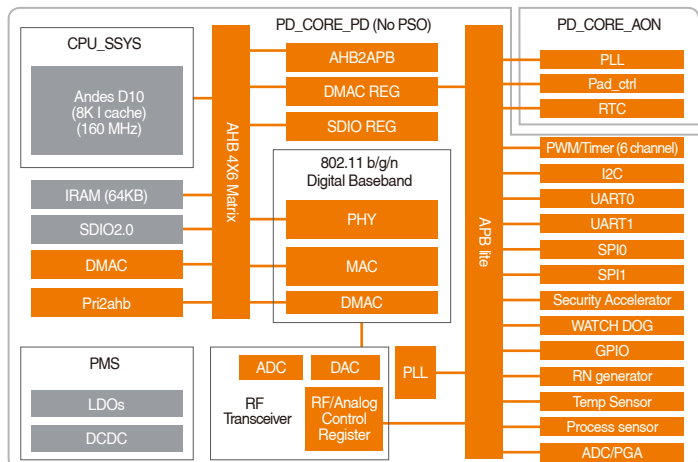 CPU_SSYS
Andes D10
(8K I cache)
(160 MHz)
IRAM (64KB)
SDIO2.0
DMAC
Pri2ahb
PMS
LDOs
DCDC
AHB 4X6 Matrix
PD_CORE_PD (No PSO)
AHB2APB
DMAC REG
SDIO REG
802.11 b/g/n
Digital Baseband
PHY
MAC
DMAC
ADC
DAC
RF
Transceiver
RF/Analog
Control
Register
PLL
APB lite
PD_CORE_AON
PLL
Pad_ctrl
RTC
PWM/Timer (6 channel)
I2C
UART0
UART1
SPI0
SPI1
Security Accelerator
WATCH DOG
GPIO
RN generator
Temp Sensor
Process sensor
ADC/PGA